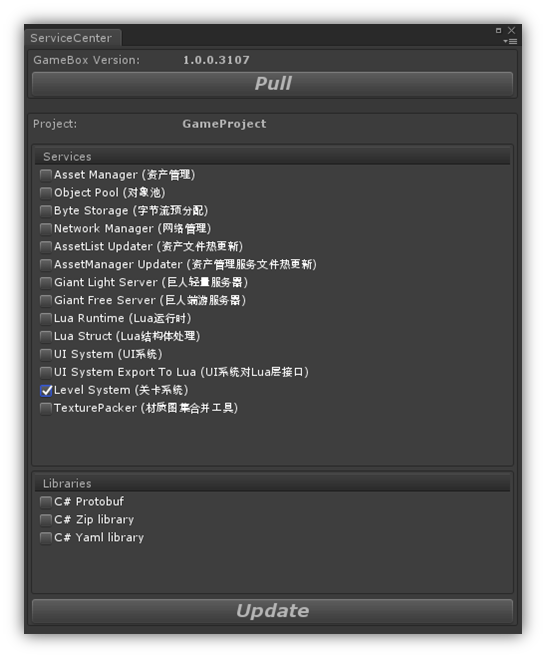 ServiceCenter
GameBox Version: 1.0.0.3107
Pull
Project: GameProject
Services
Asset Manager (资产管理)
Object Pool (对象池)
Byte Storage (字节流预分配)
Network Manager (网络管理)
AssetList Updater (资产文件热更新)
AssetManager Updater (资产管理服务文件热更新)
Giant Light Server (巨人轻量服务器)
Giant Free Server (巨人端游服务器)
Lua Runtime (Lua运行时)
Lua Struct (Lua结构体处理)
UI System (UI系统)
UI System Export To Lua (UI系统对Lua层接口)
Level System (关卡系统)
TexturePacker (材质图集合并工具)
Libraries
C# Protobuf
C# Zip library
C# Yaml library
Update